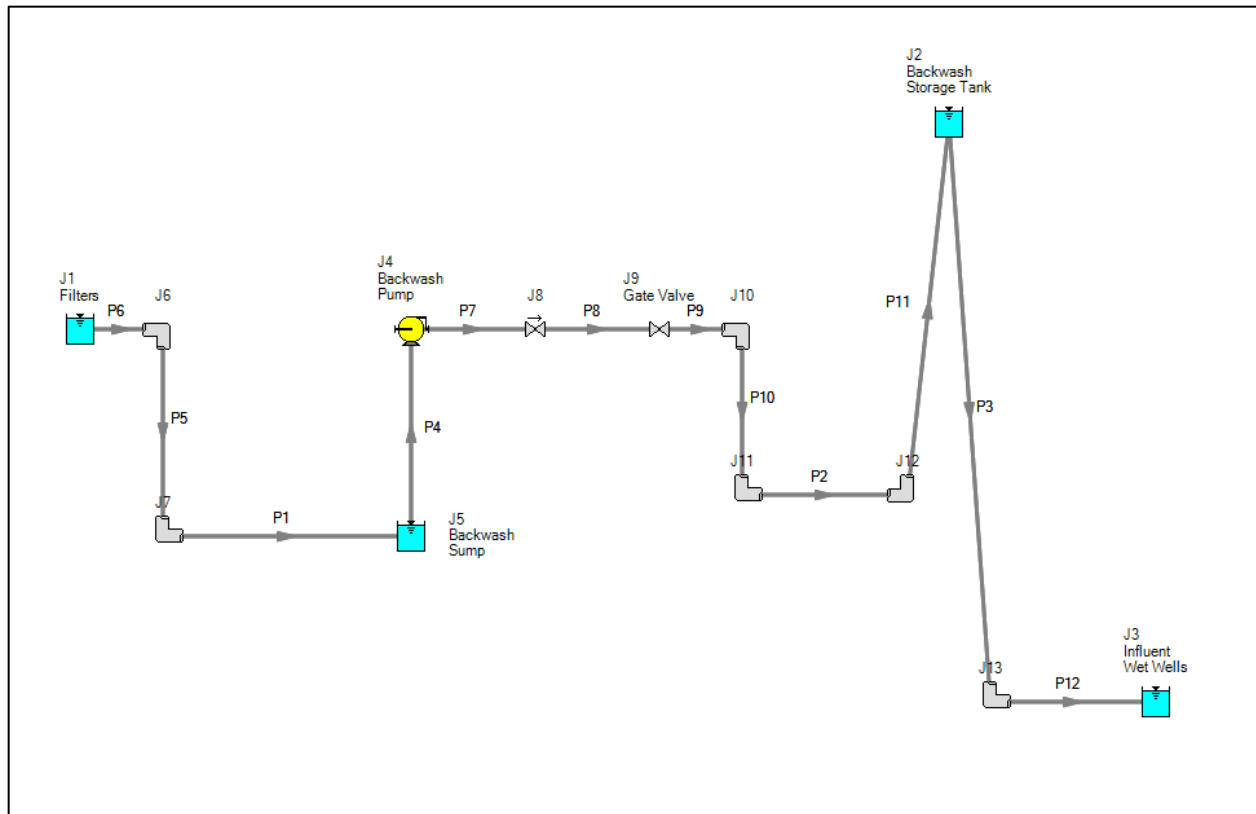 J2
Backwash
Storage Tank
J4
Backwash
Pump
J1
Filters
J6
J8
J9
Gate Valve
J10
P6
P7
P8
P9
P11
P10
P3
P5
P4
J7
P1
J5
Backwash
Sump
J11
P2
J12
J13
P12
J3
Influent
Wet Wells